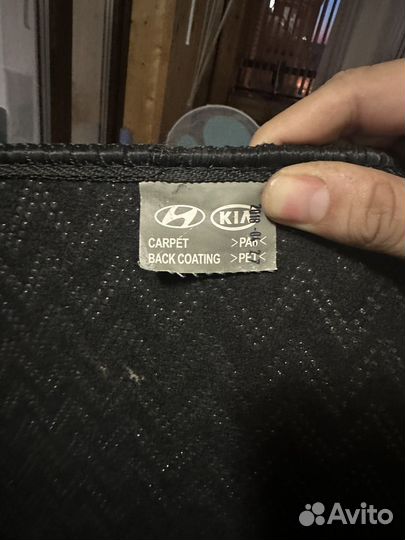 KIA
CARPET >PA6<
BACK COATING >PET<
Avito